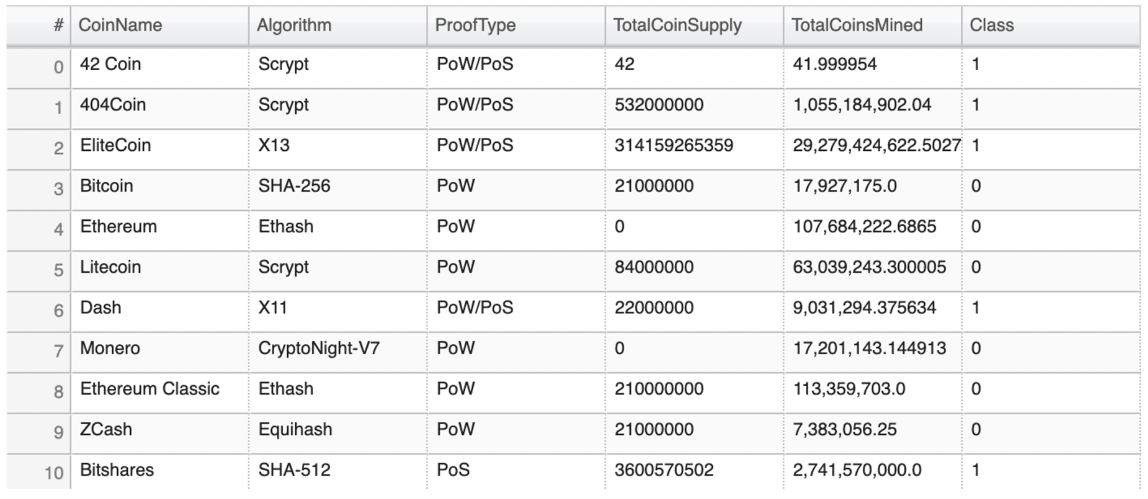 # CoinName Algorithm ProofType TotalCoinSupply TotalCoinsMined Class
0 42 Coin Scrypt PoW/PoS 42 41.999954 1
1 404Coin Scrypt PoW/PoS 532000000 1,055,184,902.04 1
2 EliteCoin X13 PoW/PoS 314159265359 29,279,424,622.5027 1
3 Bitcoin SHA-256 PoW 21000000 17,927,175.0 0
4 Ethereum Ethash PoW 0 107,684,222.6865 0
5 Litecoin Scrypt PoW 84000000 63,039,243.300005 0
6 Dash X11 PoW/PoS 22000000 9,031,294.375634 1
7 Monero CryptoNight-V7 PoW 0 17,201,143.144913 0
8 Ethereum Classic Ethash PoW 210000000 113,359,703.0 0
9 ZCash Equihash PoW 21000000 7,383,056.25 0
10 Bitshares SHA-512 PoS 3600570502 2,741,570,000.0 1